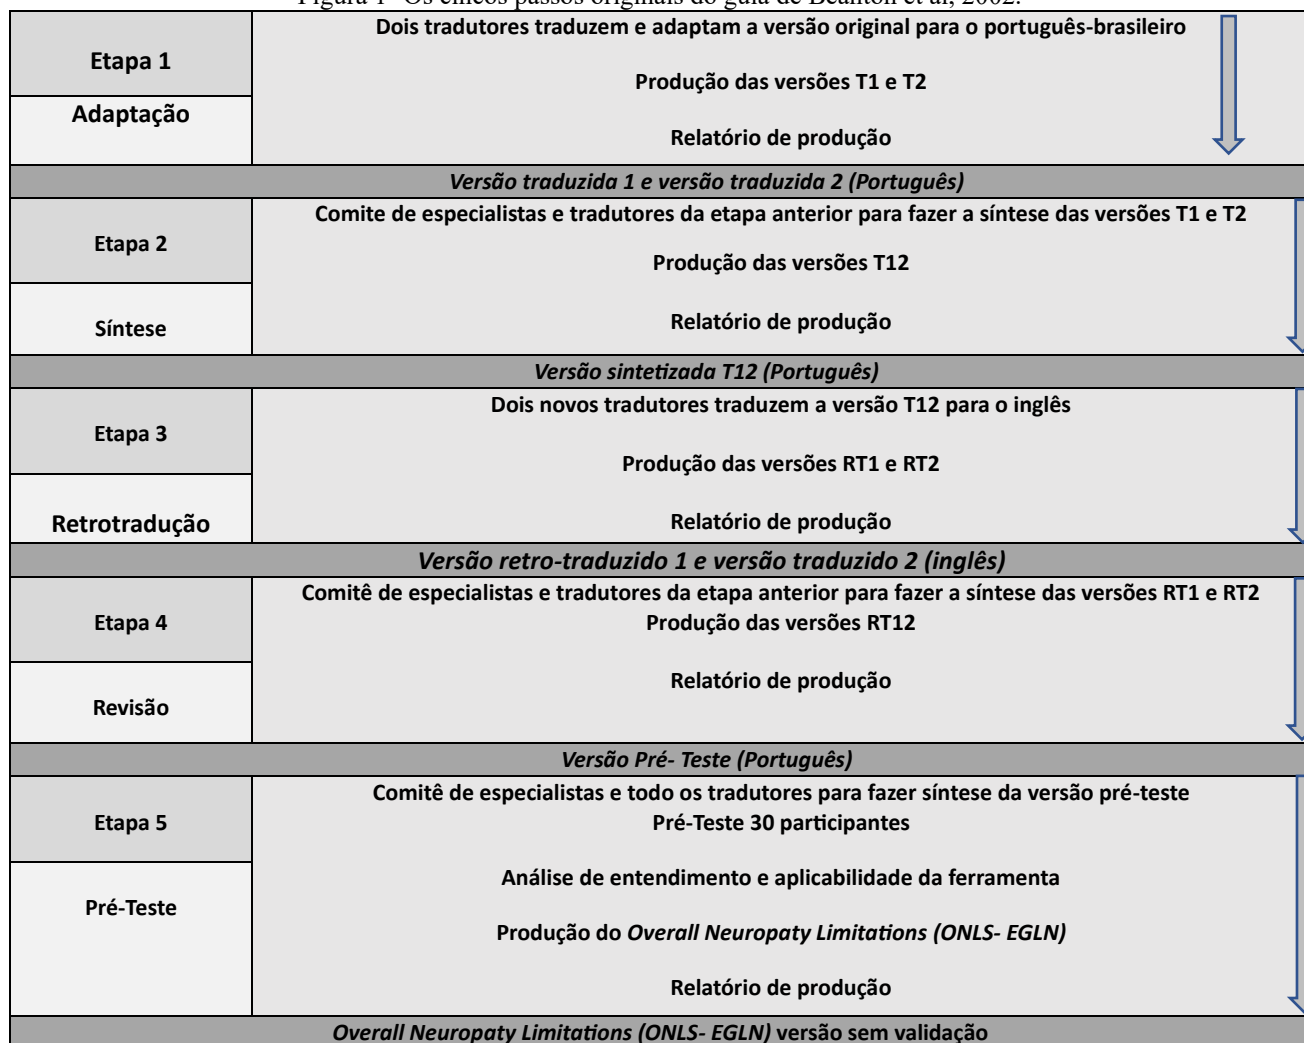 Figura 1- Os cincos passos originais do guia de Beanton et al, 2002.
Etapa 1
Adaptação
Dois tradutores traduzem e adaptam a versão original para o português-brasileiro
Produção das versões T1 e T2
Relatório de produção
Versão traduzida 1 e versão traduzida 2 (Português)
Etapa 2
Síntese
Comite de especialistas e tradutores da etapa anterior para fazer a síntese das versões T1 e T2
Produção das versões T12
Relatório de produção
Versão sintetizada T12 (Português)
Etapa 3
Retrotradução
Dois novos tradutores traduzem a versão T12 para o inglês
Produção das versões RT1 e RT2
Relatório de produção
Versão retro-traduzido 1 e versão traduzido 2 (inglês)
Etapa 4
Revisão
Comitê de especialistas e tradutores da etapa anterior para fazer a síntese das versões RT1 e RT2
Produção das versões RT12
Relatório de produção
Versão Pré- Teste (Português)
Etapa 5
Pré-Teste
Comitê de especialistas e todo os tradutores para fazer síntese da versão pré-teste
Pré-Teste 30 participantes
Análise de entendimento e aplicabilidade da ferramenta
Produção do Overall Neuropaty Limitations (ONLS- EGLN)
Relatório de produção
Overall Neuropaty Limitations (ONLS- EGLN) versão sem validação